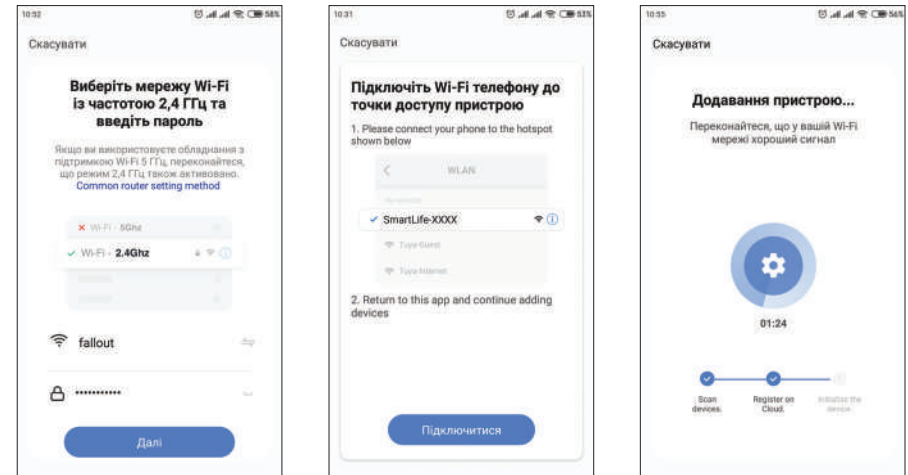 10:52
58%
Скасувати
Виберіть мережу Wi-Fi
із частотою 2,4 ГГц та
введіть пароль
Якщо ви використовуєте обладнання з
підтримкою Wi-Fi 5 ГГц, переконайтеся,
що режим 2,4 ГГц також активовано.
Common router setting method
Wi-Fi - 5Ghz
Wi-Fi - 2.4Ghz
fallout
•••••••••••
Далі
10:31
53%
Скасувати
Підключіть Wi-Fi телефону до
точки доступу пристрою
1. Please connect your phone to the hotspot
shown below
WLAN
SmartLife-XXXX
Tuya Guest
Tuya Internet
2. Return to this app and continue adding
devices
Підключитися
10:55
56%
Скасувати
Додавання пристрою...
Переконайтеся, що у вашій Wi-Fi
мережі хороший сигнал
01:24
Scan
devices.
Register on
Cloud.
Initialize the
device.